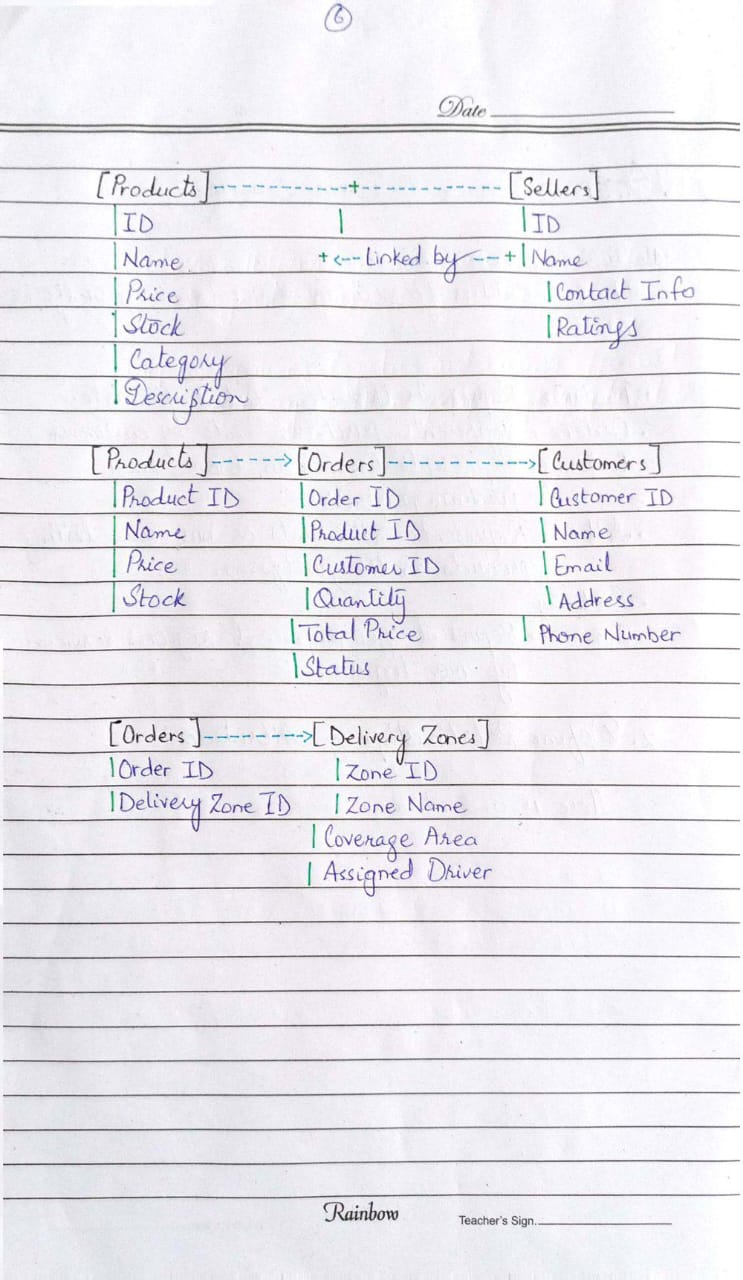 6
Date
[Products]-----------+-----------[Sellers]
|ID | |ID
|Name +<--Linked by--+|Name
|Price |Contact Info
|Stock |Ratings
|Category
|Description
[Products]------>[Orders]----------->[Customers]
|Product ID |Order ID |Customer ID
|Name |Product ID |Name
|Price |Customer ID |Email
|Stock |Quantity |Address
|Total Price |Phone Number
|Status
[Orders]--------->[Delivery Zones]
|Order ID |Zone ID
|Delivery Zone ID |Zone Name
|Coverage Area
|Assigned Driver
Rainbow Teacher's Sign.